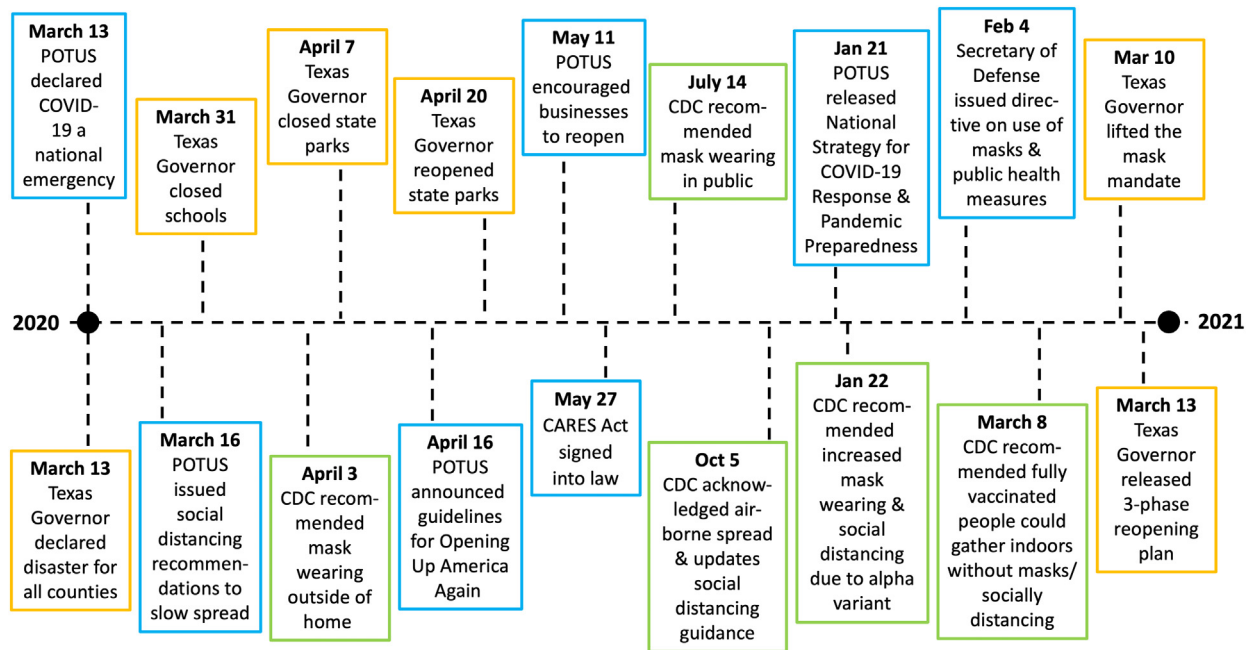 March 13
POTUS
declared
COVID-
19 a
national
emergency
March 31
Texas
Governor
closed
schools
April 7
Texas
Governor
closed state
parks
April 20
Texas
Governor
reopened
state parks
May 11
POTUS
encouraged
businesses
to reopen
July 14
CDC recom-
mended
mask wearing
in public
Jan 21
POTUS
released
National
Strategy for
COVID-19
Response &
Pandemic
Preparedness
Feb 4
Secretary of
Defense
issued direc-
tive on use of
masks &
public health
measures
Mar 10
Texas
Governor
lifted the
mask
mandate
2020
2021
March 13
Texas
Governor
declared
disaster for
all counties
March 16
POTUS
issued
social
distancing
recommen-
dations to
slow spread
April 3
CDC recom-
mended
mask
wearing
outside of
home
April 16
POTUS
announced
guidelines
for Opening
Up America
Again
May 27
CARES Act
signed
into law
Oct 5
CDC acknow-
ledged air-
borne spread
& updates
social
distancing
guidance
Jan 22
CDC recom-
mended
increased
mask
wearing &
social
distancing
due to alpha
variant
March 8
CDC recom-
mended fully
vaccinated
people could
gather indoors
without masks/
socially
distancing
March 13
Texas
Governor
released
3-phase
reopening
plan